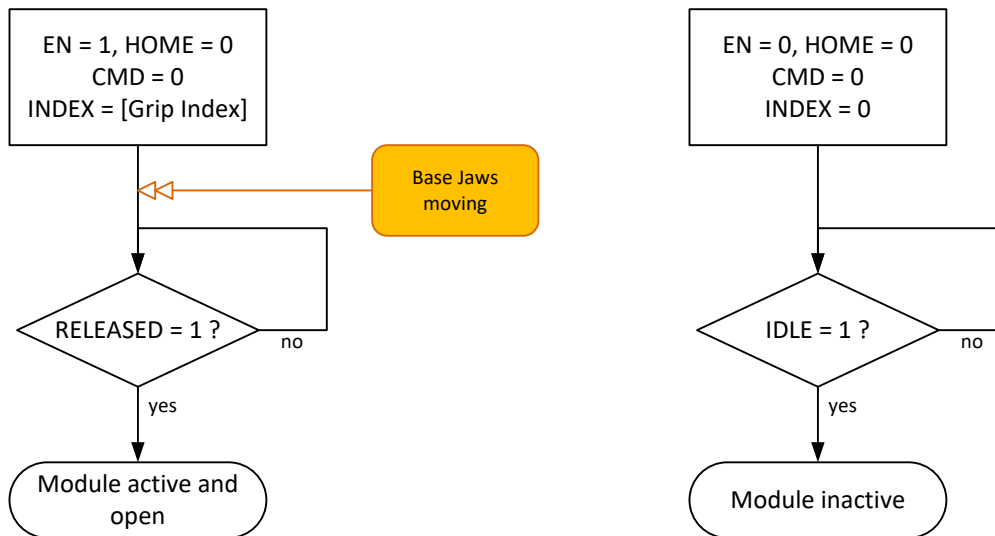 EN = 1, HOME = 0
CMD = 0
INDEX = [Grip Index]
Base Jaws
moving
RELEASED = 1 ?
no
yes
Module active and
open
EN = 0, HOME = 0
CMD = 0
INDEX = 0
IDLE = 1 ?
no
yes
Module inactive